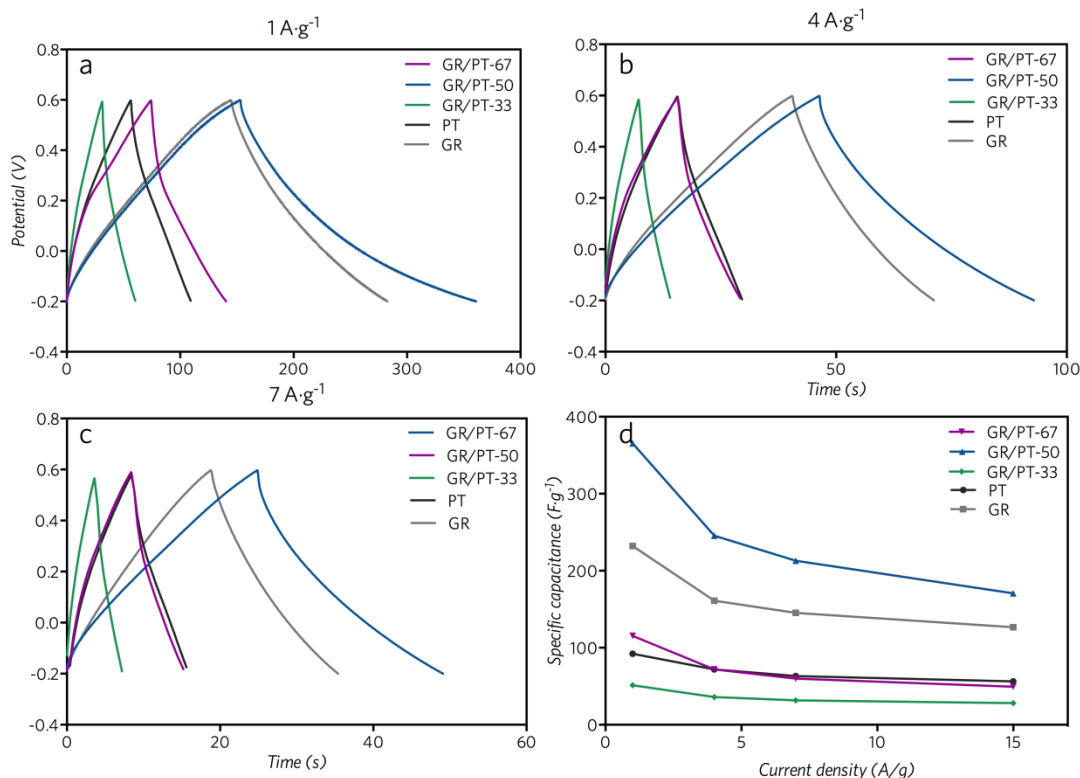 1 A·g⁻¹
a
GR/PT-67
GR/PT-50
GR/PT-33
PT
GR
Potential (V)
0.8
0.6
0.4
0.2
0.0
-0.2
-0.4
0
100
200
300
400
4 A·g⁻¹
b
GR/PT-67
GR/PT-50
GR/PT-33
PT
GR
0.8
0.6
0.4
0.2
0.0
-0.2
-0.4
0
50
100
Time (s)
7 A·g⁻¹
c
GR/PT-67
GR/PT-50
GR/PT-33
PT
GR
0.8
0.6
0.4
0.2
0.0
-0.2
-0.4
0
20
40
60
Time (s)
d
GR/PT-67
GR/PT-50
GR/PT-33
PT
GR
Specific capacitance (F·g⁻¹)
400
300
200
100
0
0
5
10
15
Current density (A/g)